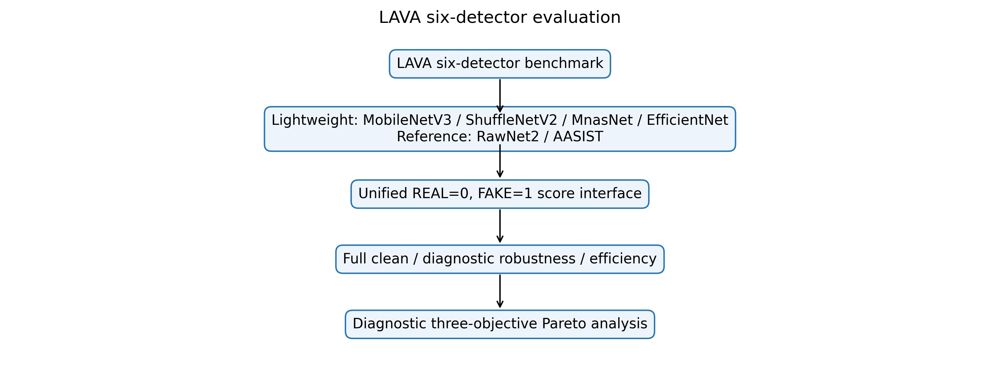 LAVA six-detector evaluation
LAVA six-detector benchmark
Lightweight: MobileNetV3 / ShuffleNetV2 / MnasNet / EfficientNet
Reference: RawNet2 / AASIST
Unified REAL=0, FAKE=1 score interface
Full clean / diagnostic robustness / efficiency
Diagnostic three-objective Pareto analysis